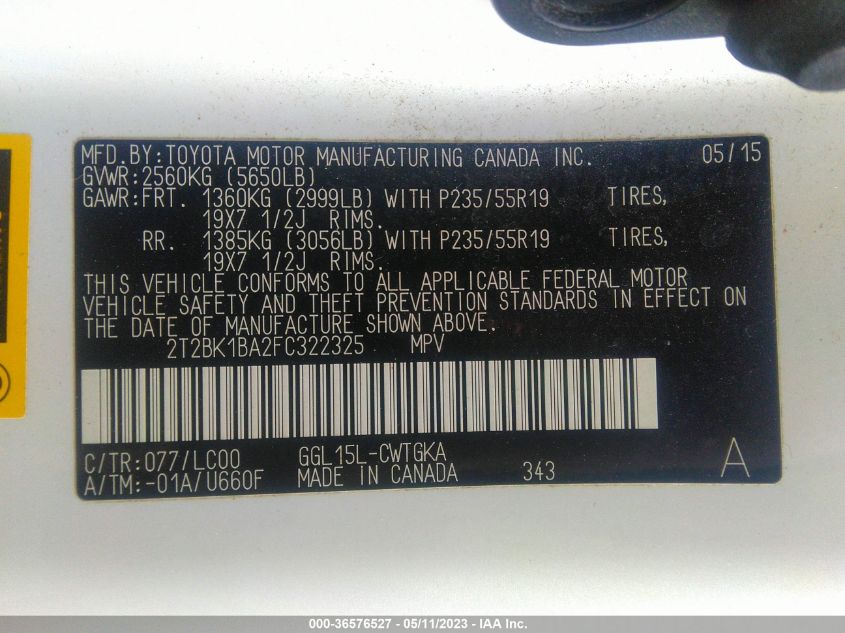 MFD.BY:TOYOTA MOTOR MANUFACTURING CANADA INC. 05/15
GVWR:2560KG (5650LB)
GAWR:FRT. 1360KG (2999LB) WITH P235/55R19 TIRES,
19X7 1/2J RIMS.
RR. 1385KG (3056LB) WITH P235/55R19 TIRES,
19X7 1/2J RIMS.
THIS VEHICLE CONFORMS TO ALL APPLICABLE FEDERAL MOTOR
VEHICLE SAFETY AND THEFT PREVENTION STANDARDS IN EFFECT ON
THE DATE OF MANUFACTURE SHOWN ABOVE.
2T2BK1BA2FC322325 MPV
C/TR:077/LC00 GGL15L-CWTGKA
A/TM:-01A/U660F MADE IN CANADA 343 A
000-36576527 - 05/11/2023 - IAA Inc.